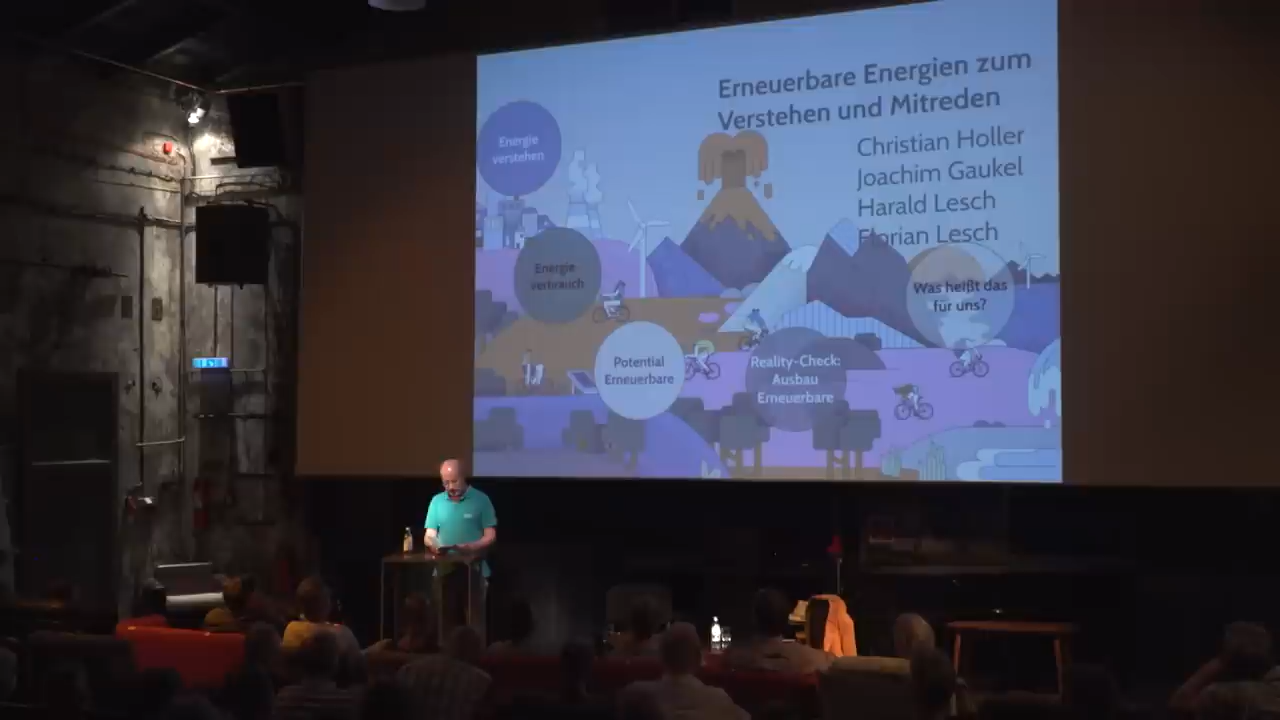 Erneuerbare Energien zum
Verstehen und Mitreden
Christian Holler
Joachim Gaukel
Harald Lesch
Florian Lesch
Energie
verstehen
Energie-
verbrauch
Potential
Erneuerbare
Reality-Check:
Ausbau
Erneuerbare
Was heißt das
für uns?